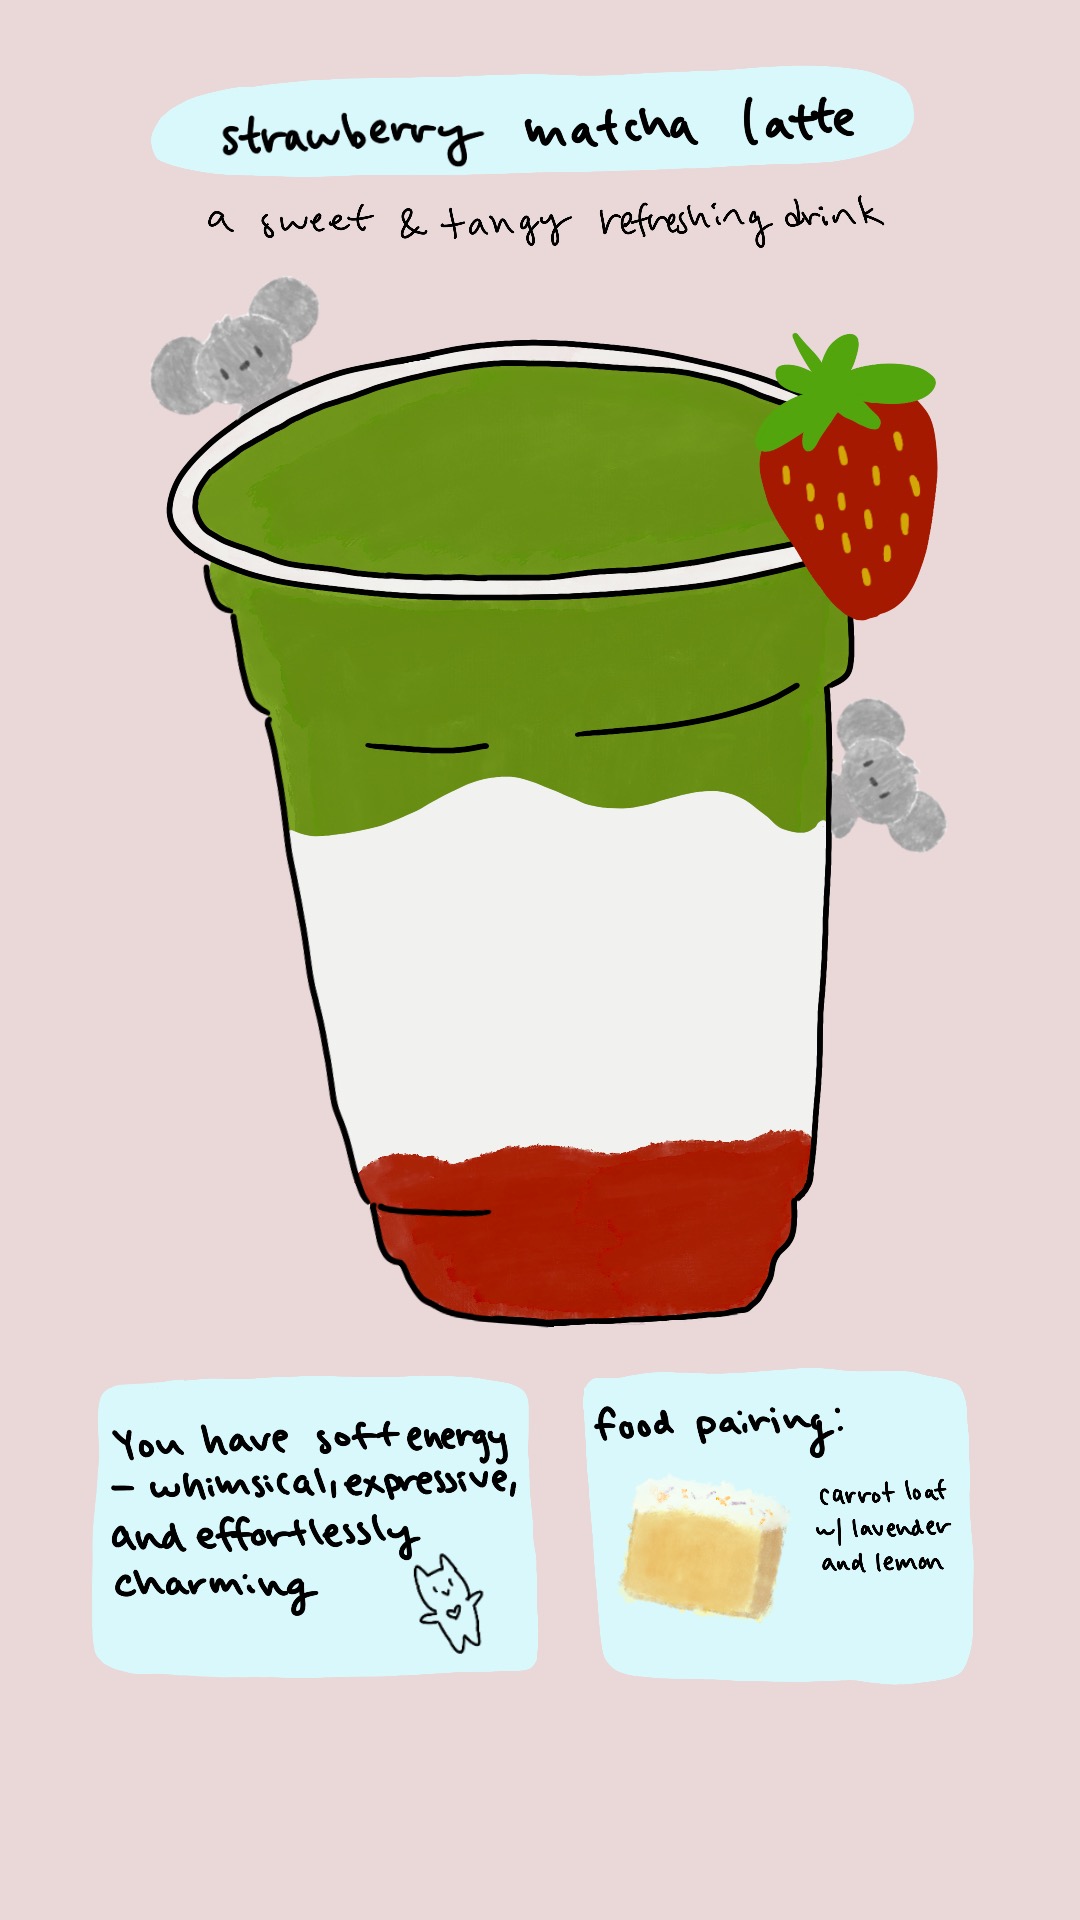 strawberry matcha latte
a sweet & tangy refreshing drink
You have soft energy
– whimsical, expressive,
and effortlessly
charming
food pairing:
carrot loaf
w/ lavender
and lemon